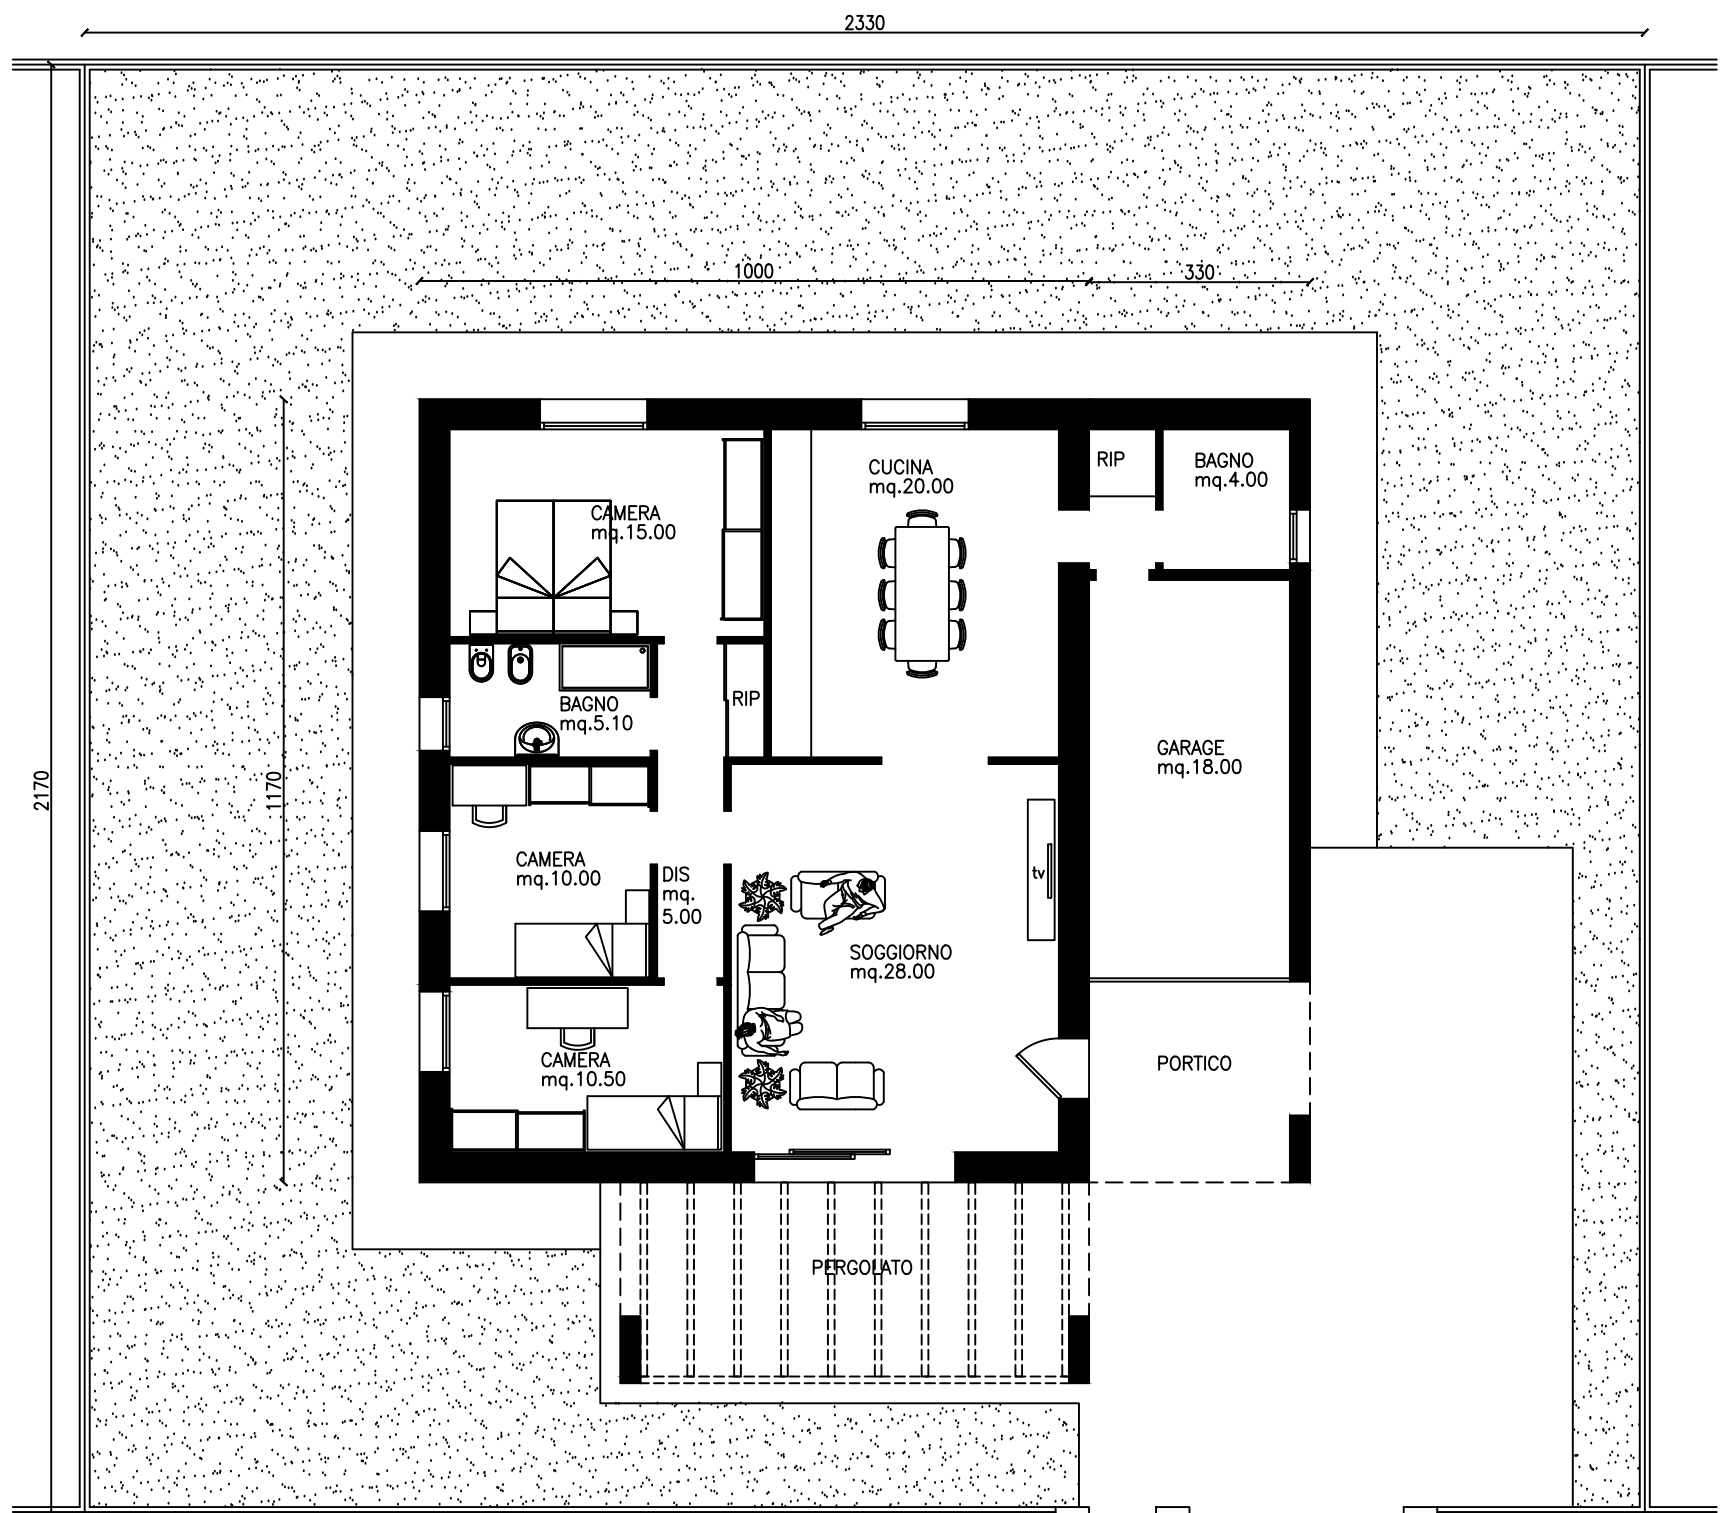 2330
1000
330
CUCINA
mq.20.00
RIP
BAGNO
mq.4.00
CAMERA
mq.15.00
RIP
BAGNO
mq.5.10
GARAGE
mq.18.00
2170
1170
CAMERA
mq.10.00
DIS
mq.
5.00
tv
SOGGIORNO
mq.28.00
CAMERA
mq.10.50
PORTICO
PERGOLATO